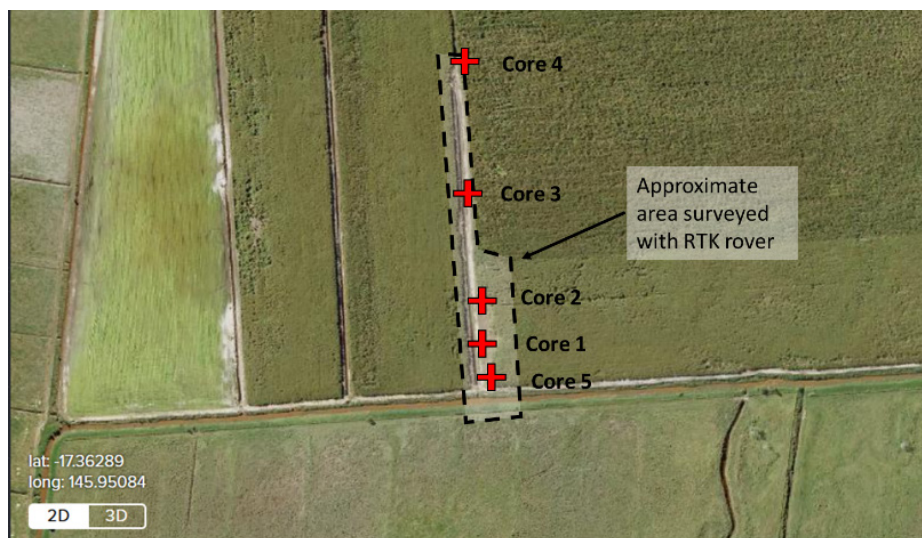 Core 4
Core 3
Approximate
area surveyed
with RTK rover
Core 2
Core 1
Core 5
lat: -17.36289
long: 145.95084
2D 3D